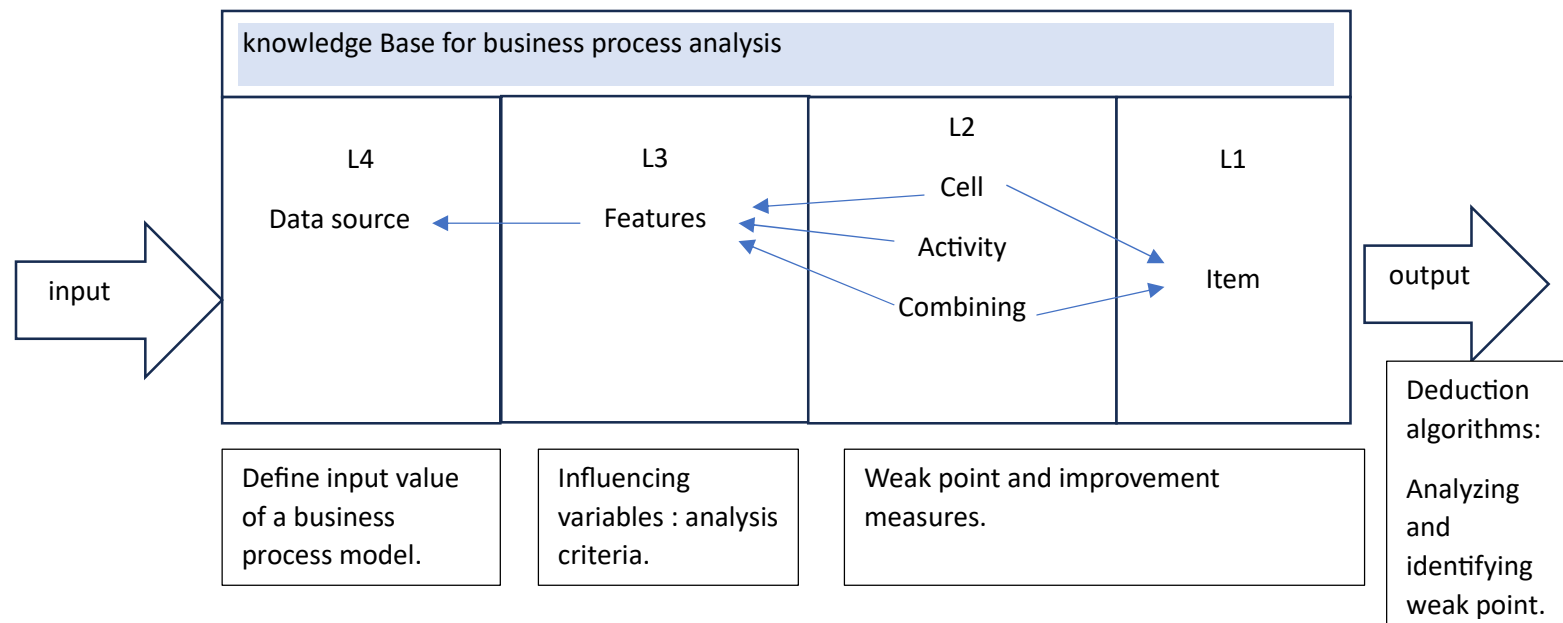 knowledge Base for business process analysis
L4
Data source
L3
Features
L2
Cell
Activity
Combining
L1
Item
input
output
Define input value
of a business
process model.
Influencing
variables : analysis
criteria.
Weak point and improvement
measures.
Deduction
algorithms:
Analyzing
and
identifying
weak point.